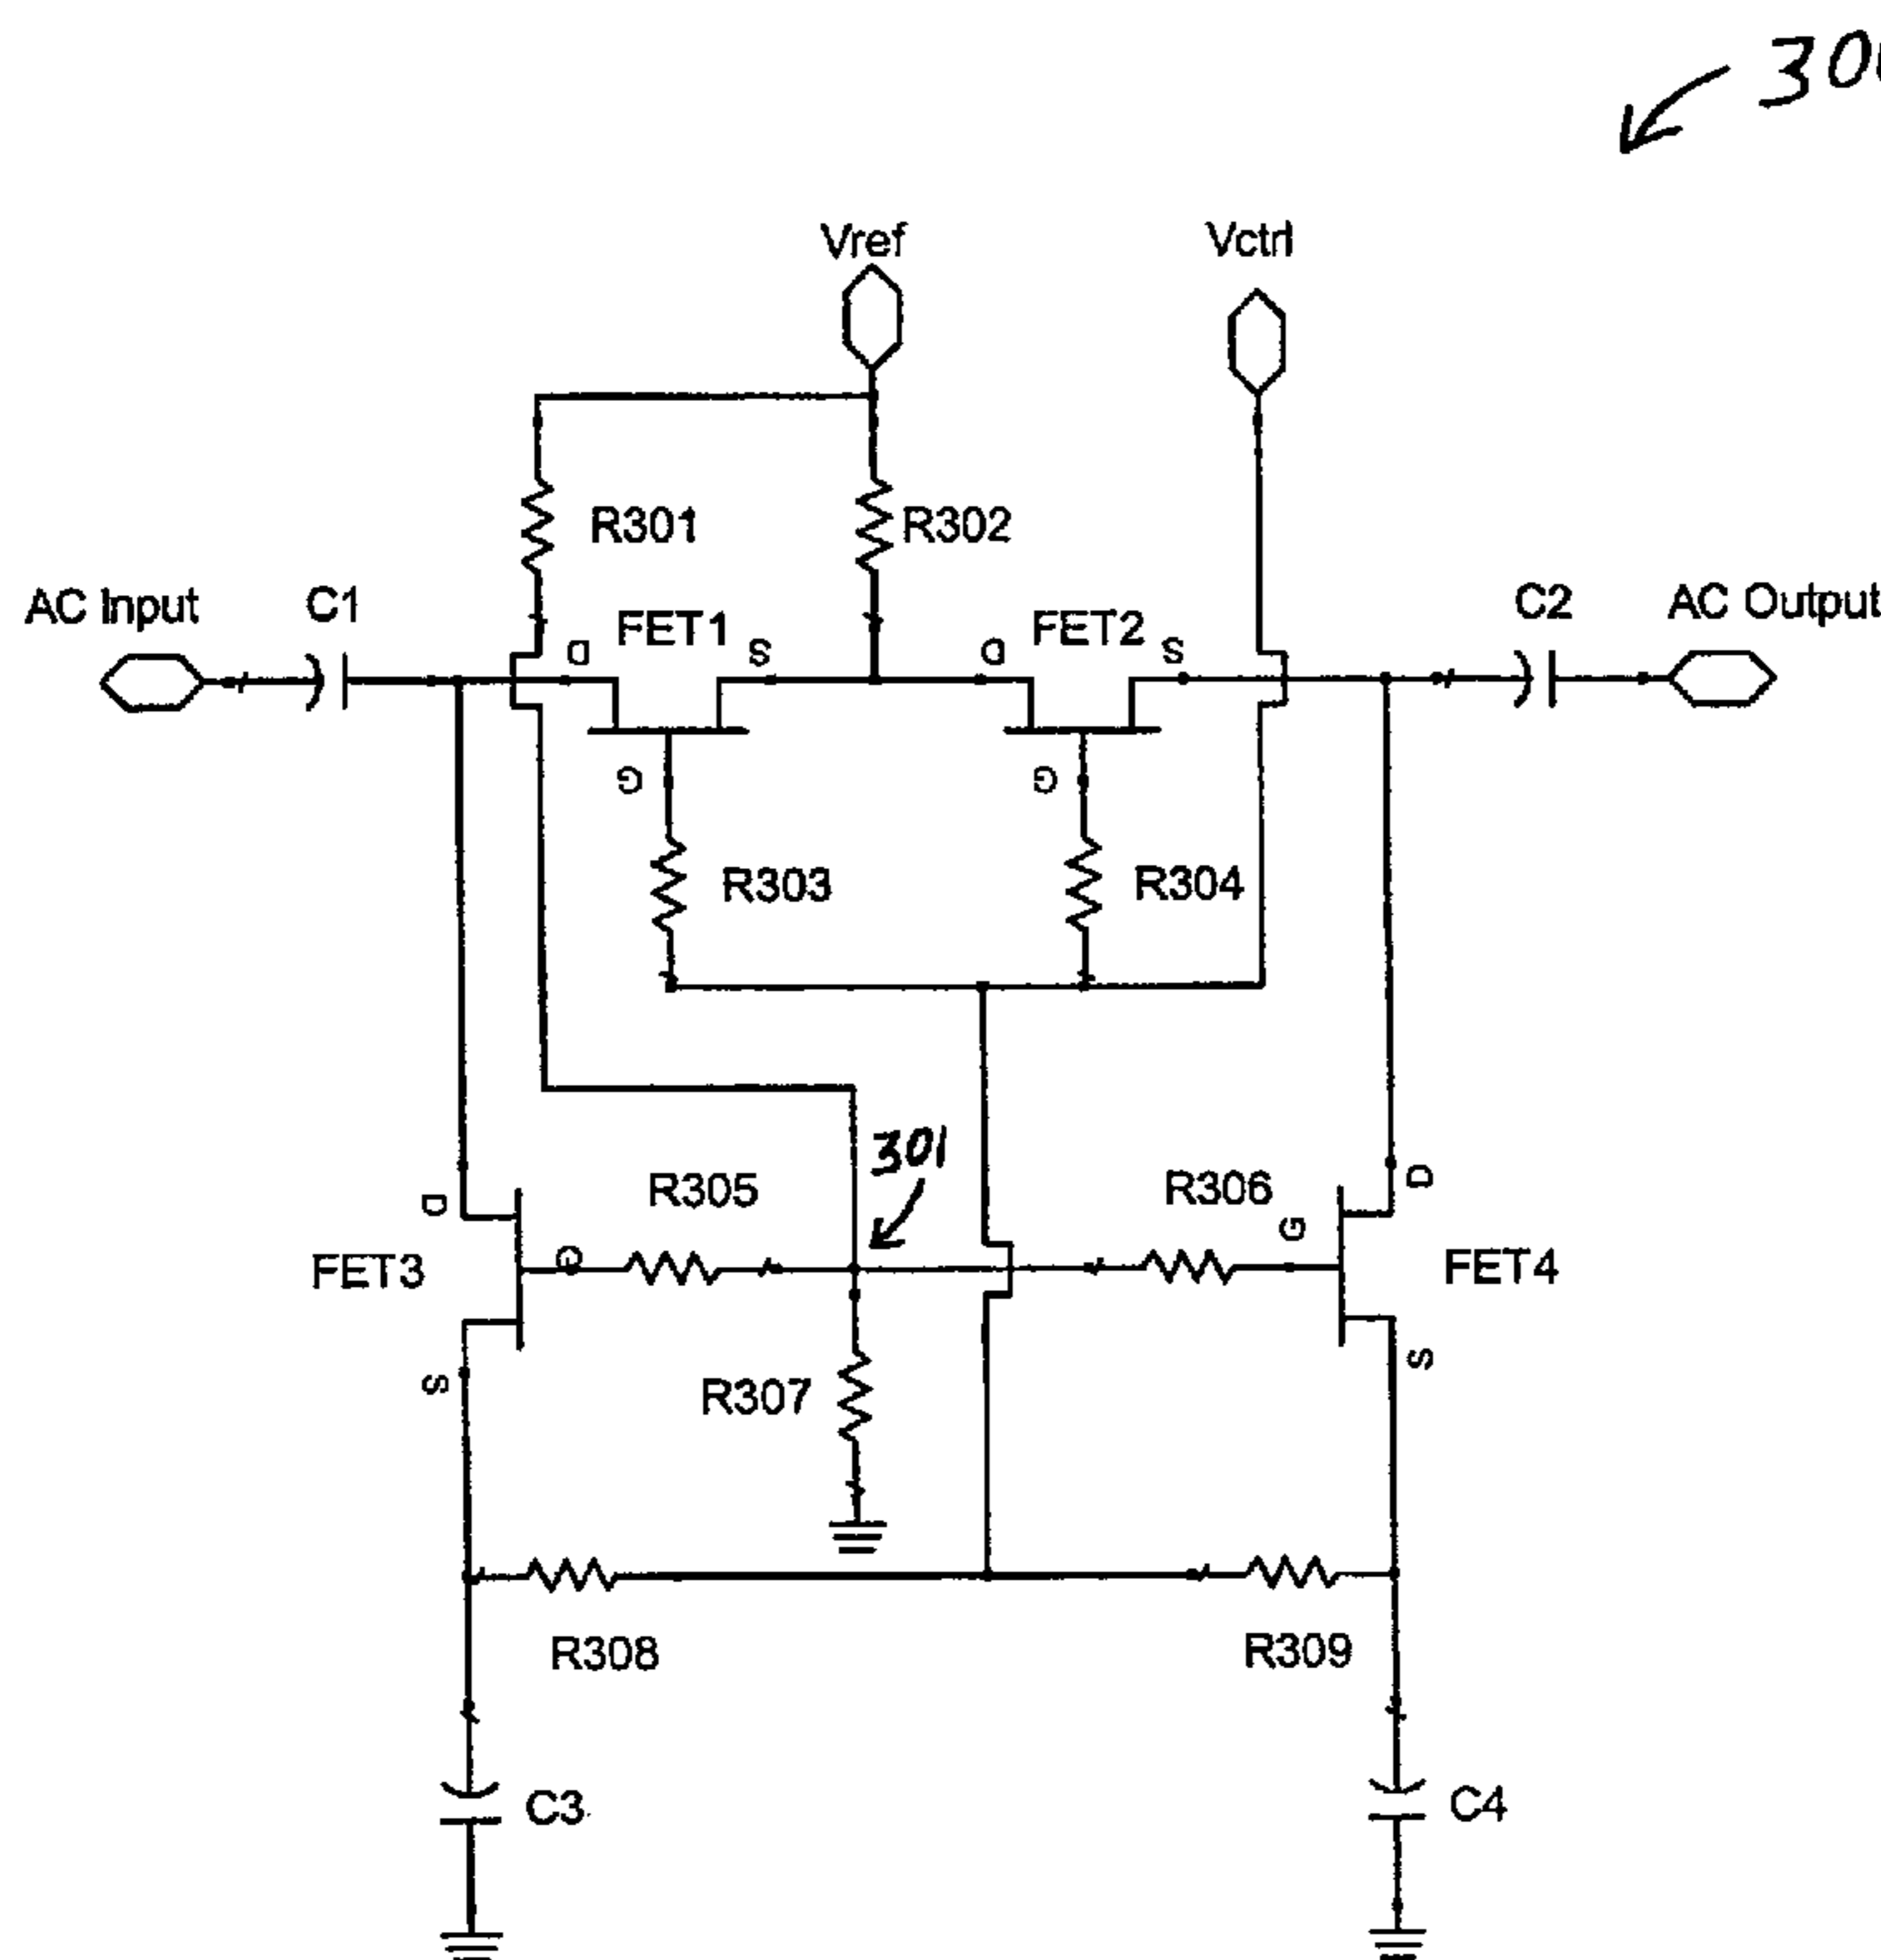 Vref
Vctrl
R301
R302
AC Input
C1
D
FET1
S
D
FET2
S
C2
AC Output
G
G
R303
R304
301
D
R305
R306
G
D
FET3
G
FET4
S
R307
S
R308
R309
C3
C4